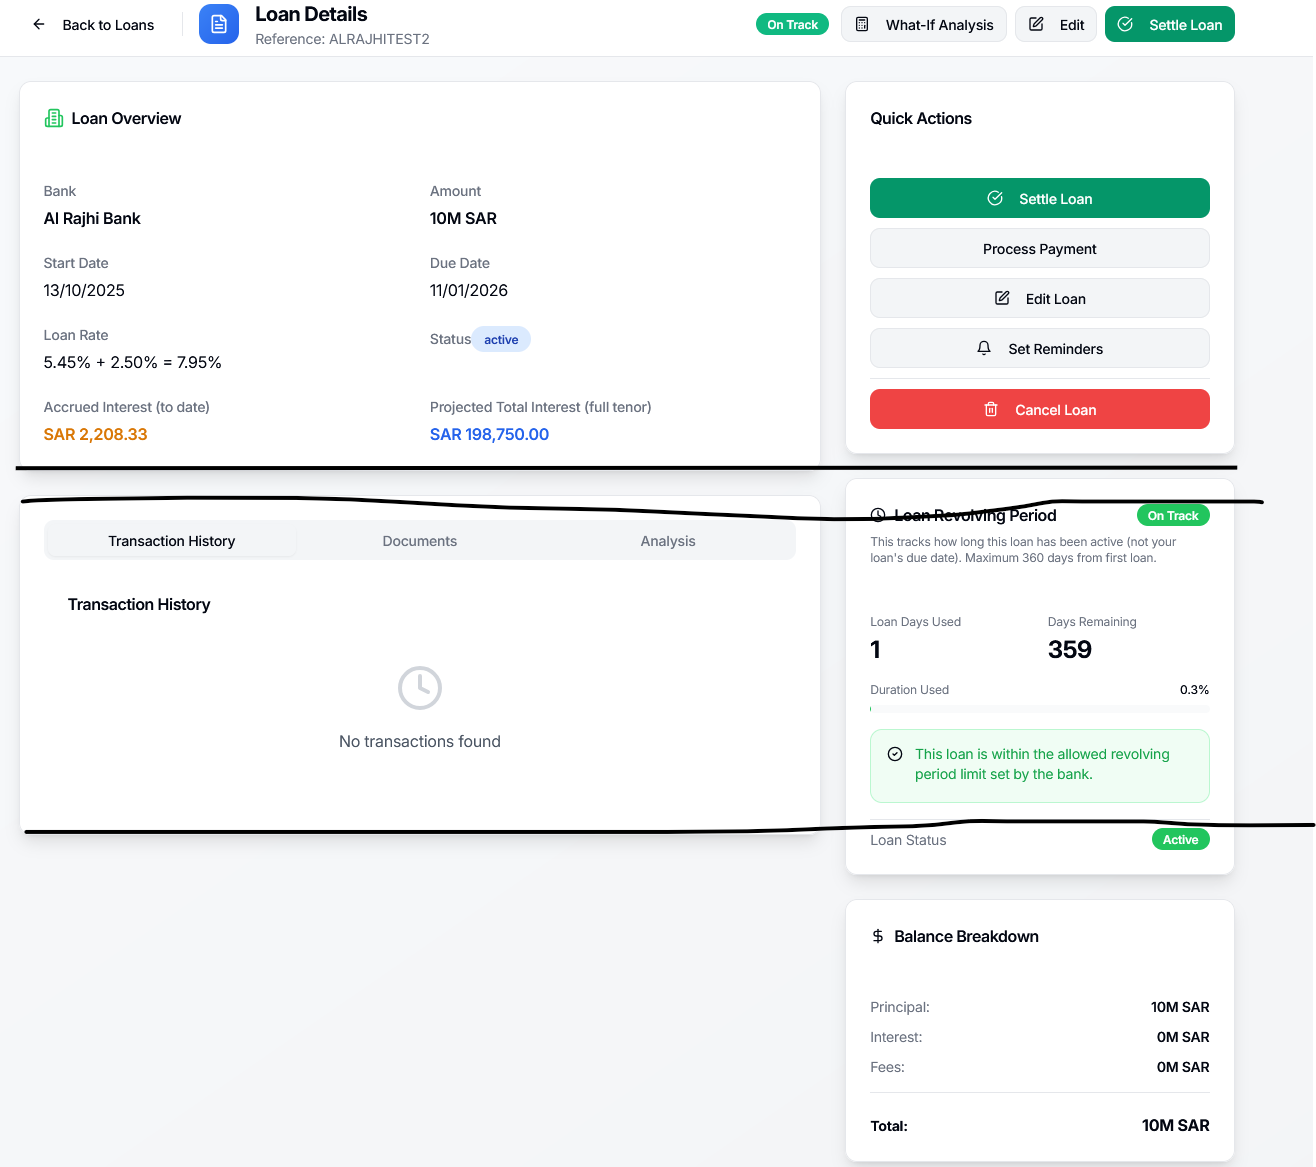 Back to Loans
Loan Details
Reference: ALRAJHITEST2
On Track
What-If Analysis
Edit
Settle Loan
Loan Overview
Bank
Al Rajhi Bank
Amount
10M SAR
Start Date
13/10/2025
Due Date
11/01/2026
Loan Rate
5.45% + 2.50% = 7.95%
Status active
Accrued Interest (to date)
SAR 2,208.33
Projected Total Interest (full tenor)
SAR 198,750.00
Quick Actions
Settle Loan
Process Payment
Edit Loan
Set Reminders
Cancel Loan
Transaction History
Documents
Analysis
Transaction History
No transactions found
Loan Revolving Period
On Track
This tracks how long this loan has been active (not your
loan's due date). Maximum 360 days from first loan.
Loan Days Used
1
Days Remaining
359
Duration Used
0.3%
This loan is within the allowed revolving
period limit set by the bank.
Loan Status
Active
$ Balance Breakdown
Principal: 10M SAR
Interest: 0M SAR
Fees: 0M SAR
Total: 10M SAR